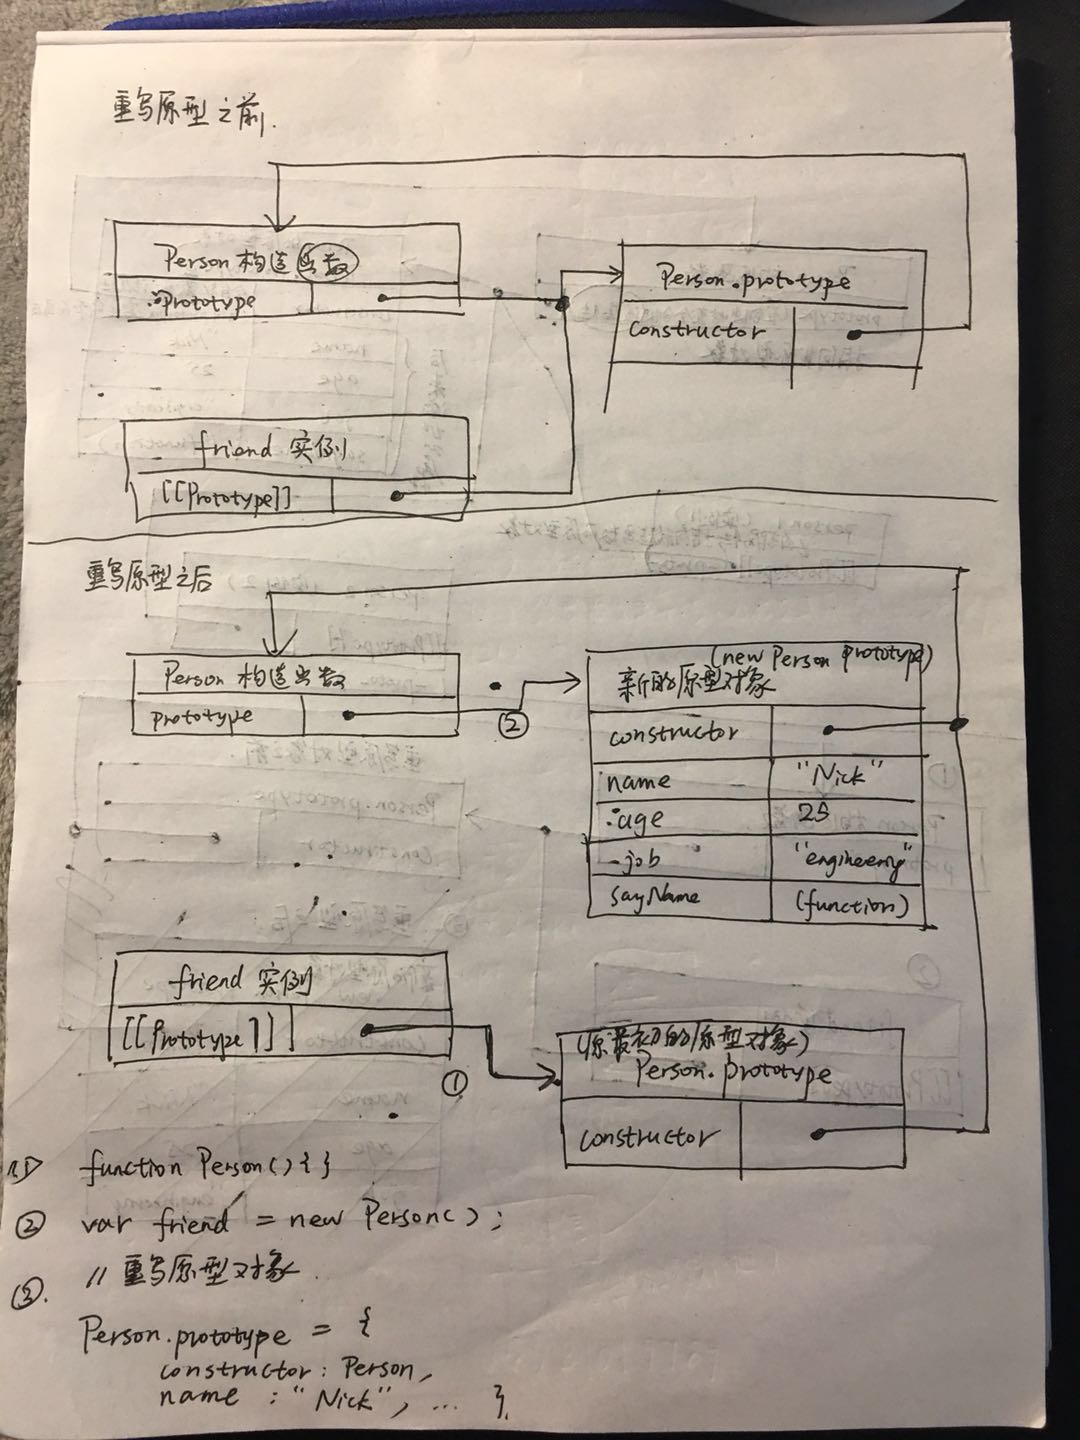 重写原型之前.
Person 构造函数
prototype
Person.prototype
constructor
friend 实例
[[Prototype]]
重写原型之后
Person 构造函数
prototype
②
(new Person prototype)
新的原型对象
constructor
name "Nick"
age 25
job
sayName (function)
friend 实例
[[Prototype]]
①
(原最初的原型对象)
Person.prototype
constructor
① function Person(){ }
② var friend = new Person();
③. // 重写原型对象.
Person.prototype = {
constructor: Person,
name : "Nick", ... }.